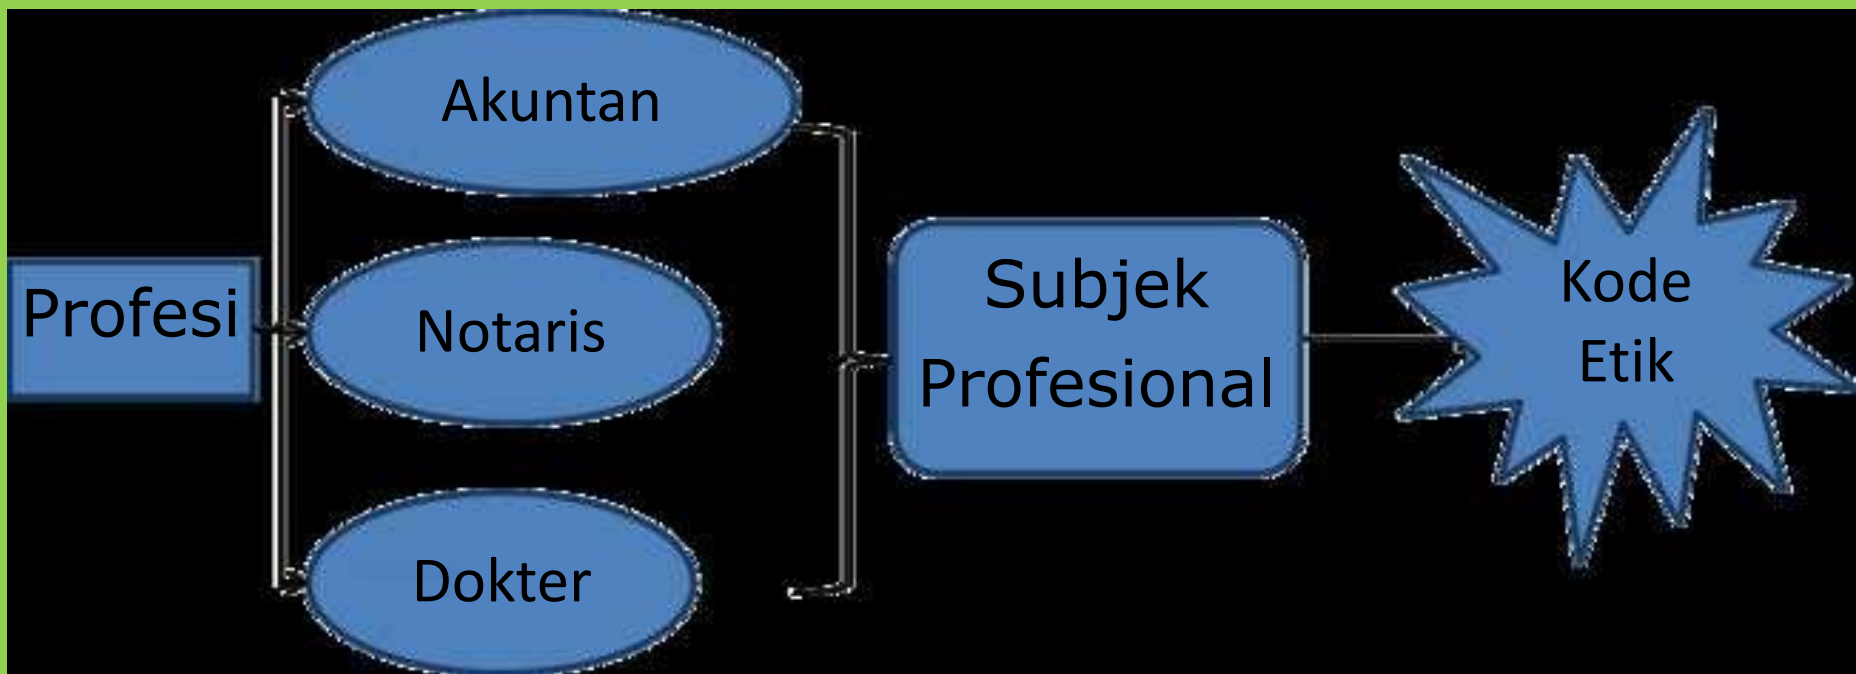 Profesi
Akuntan
Notaris
Dokter
Subjek
Profesional
Kode
Etik